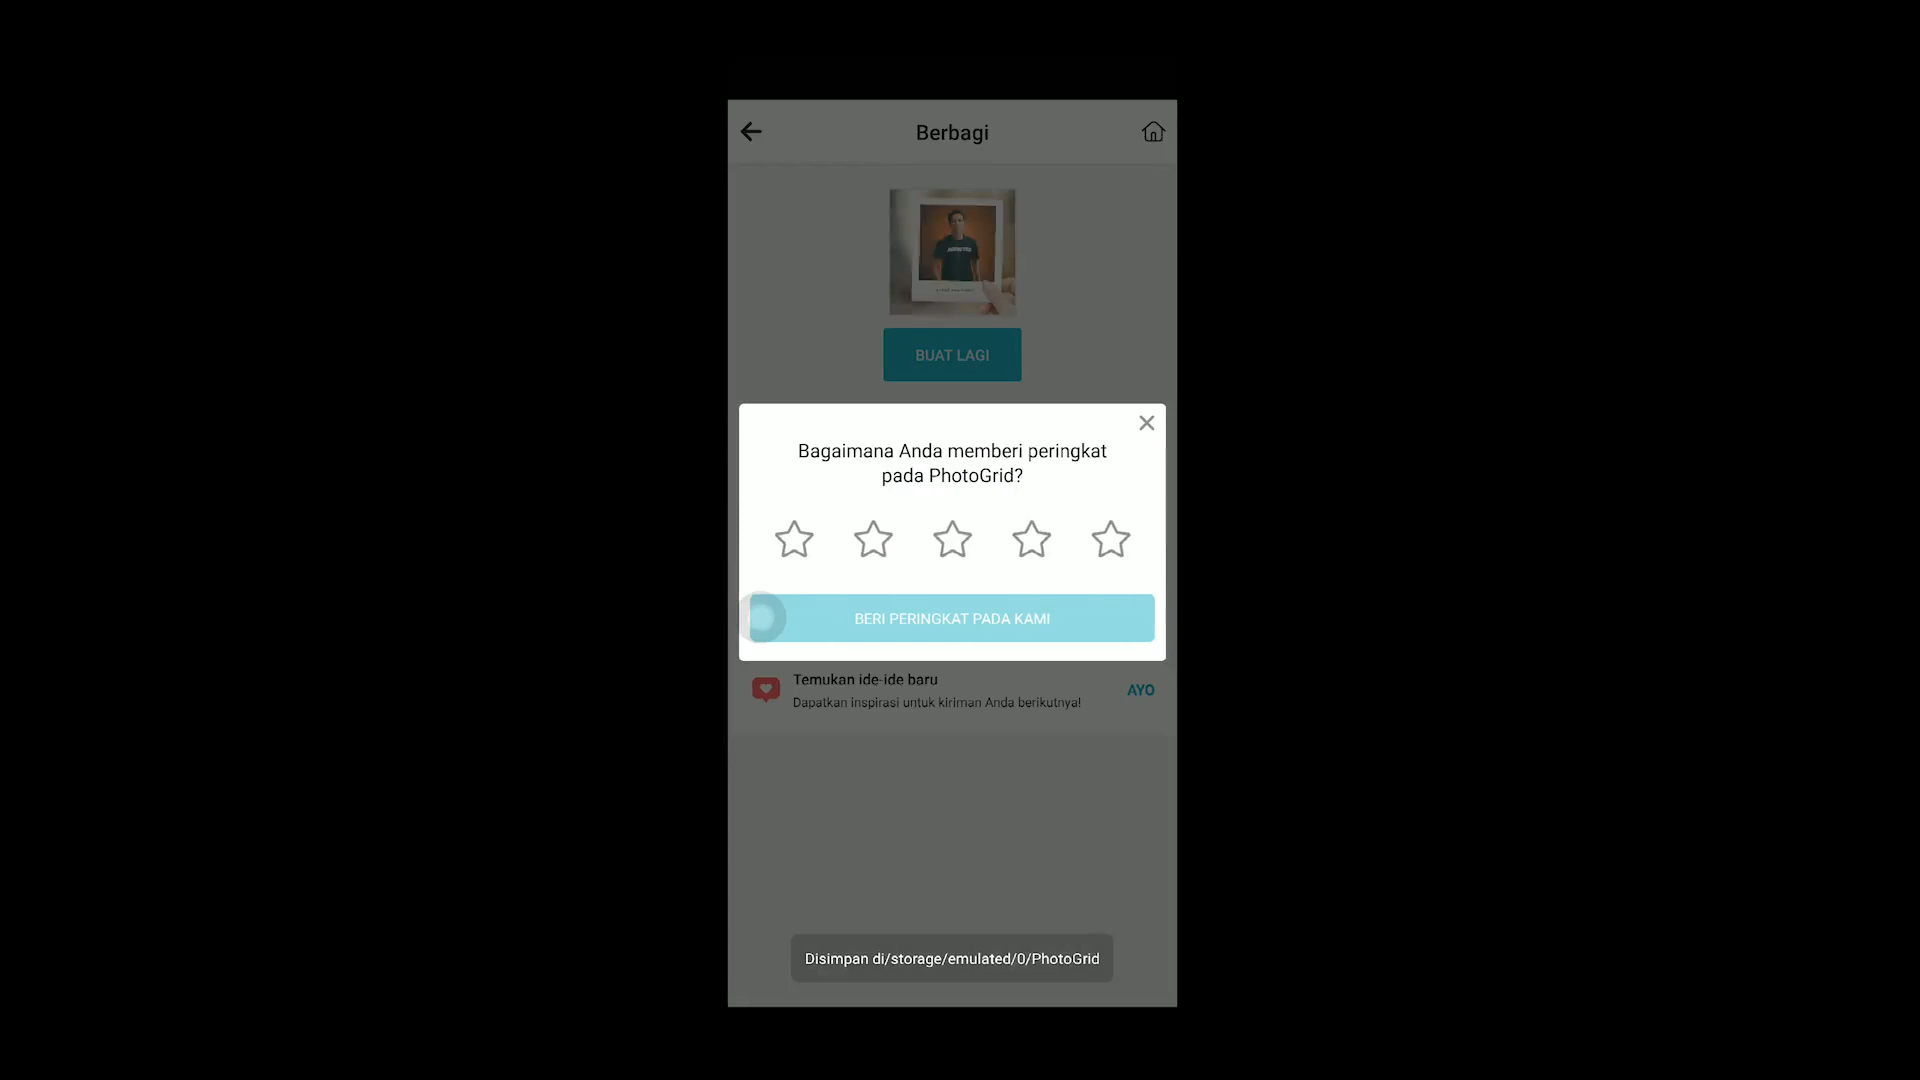 Berbagi
BUAT LAGI
Bagaimana Anda memberi peringkat
pada PhotoGrid?
BERI PERINGKAT PADA KAMI
Temukan ide-ide baru
Dapatkan inspirasi untuk kiriman Anda berikutnya!
AYO
Disimpan di/storage/emulated/0/PhotoGrid